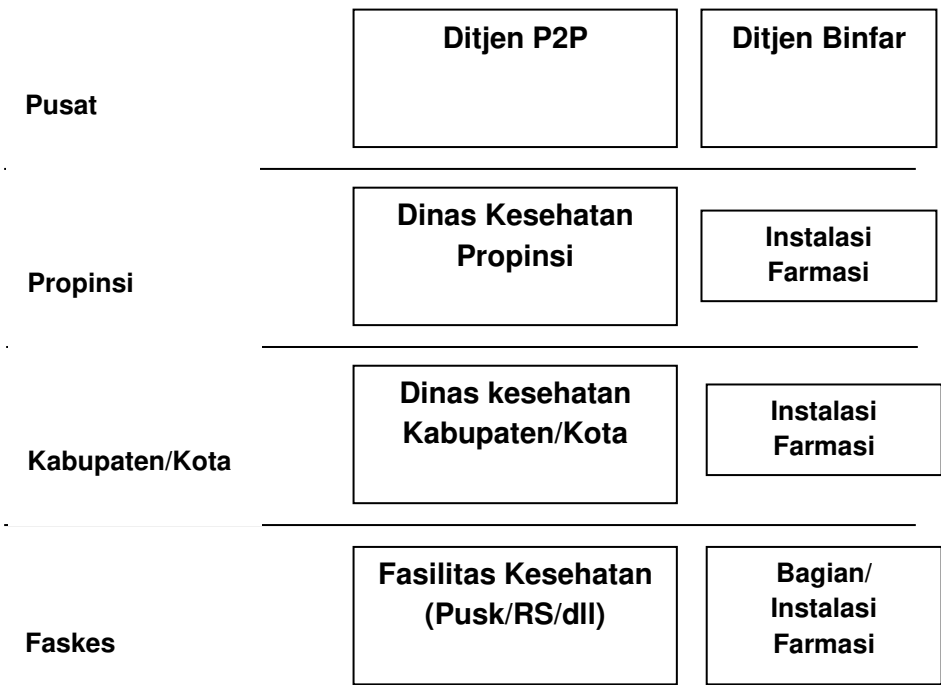 Pusat
Ditjen P2P
Ditjen Binfar
Propinsi
Dinas Kesehatan
Propinsi
Instalasi
Farmasi
Kabupaten/Kota
Dinas kesehatan
Kabupaten/Kota
Instalasi
Farmasi
Faskes
Fasilitas Kesehatan
(Pusk/RS/dll)
Bagian/
Instalasi
Farmasi